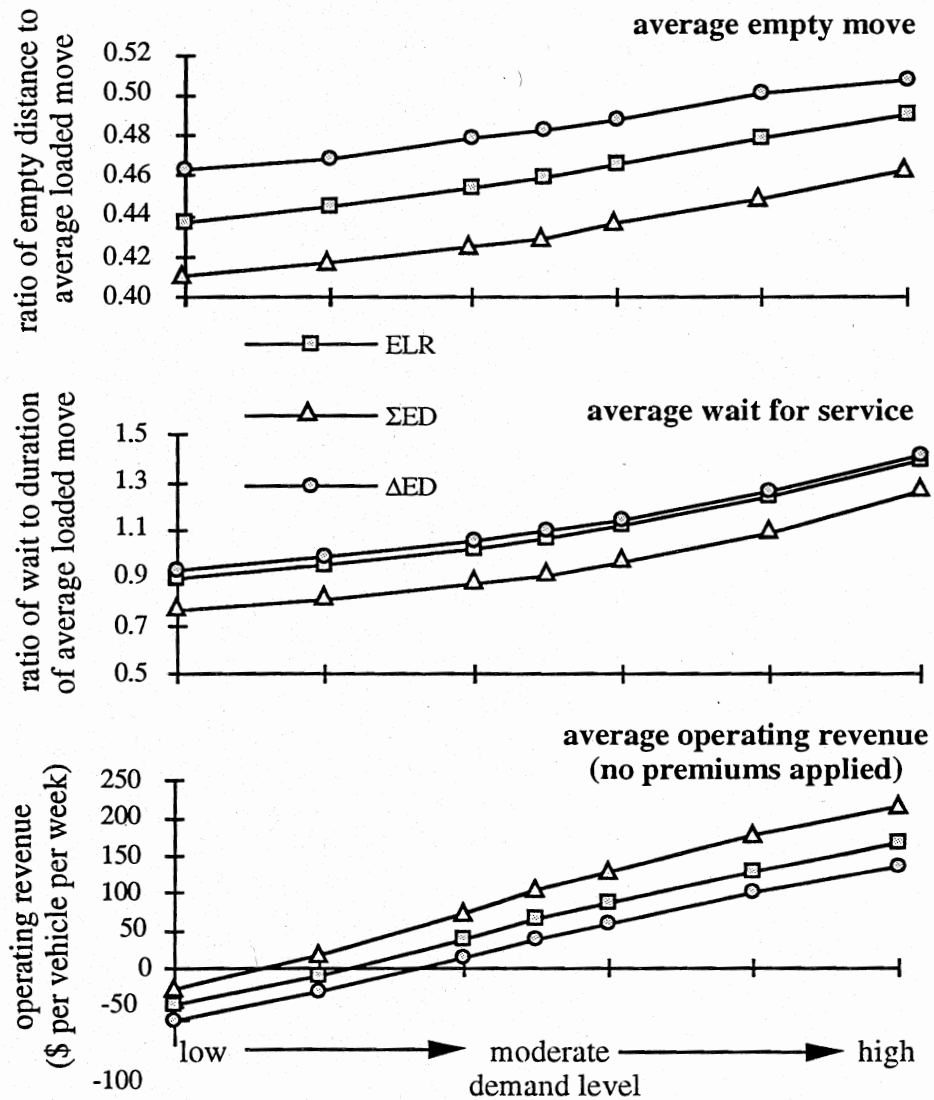 average empty move
ratio of empty distance to
average loaded move
0.52
0.50
0.48
0.46
0.44
0.42
0.40
ELR
ΣED
ΔED
average wait for service
ratio of wait to duration
of average loaded move
1.5
1.3
1.1
0.9
0.7
0.5
average operating revenue
(no premiums applied)
operating revenue
($ per vehicle per week)
250
200
150
100
50
0
-50
-100
low
moderate
high
demand level